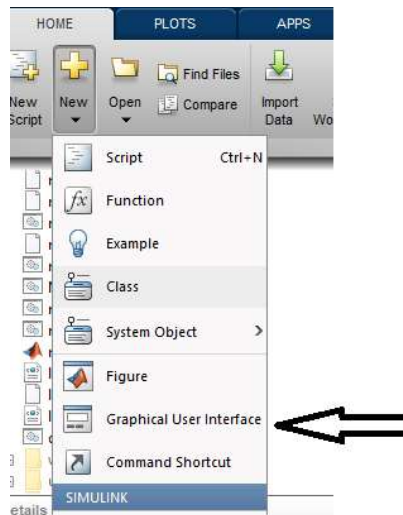 HOME PLOTS APPS
New Script New Open Find Files Compare Import Data
Script Ctrl+N
Function
Example
Class
System Object
Figure
Graphical User Interface
Command Shortcut
SIMULINK
etails